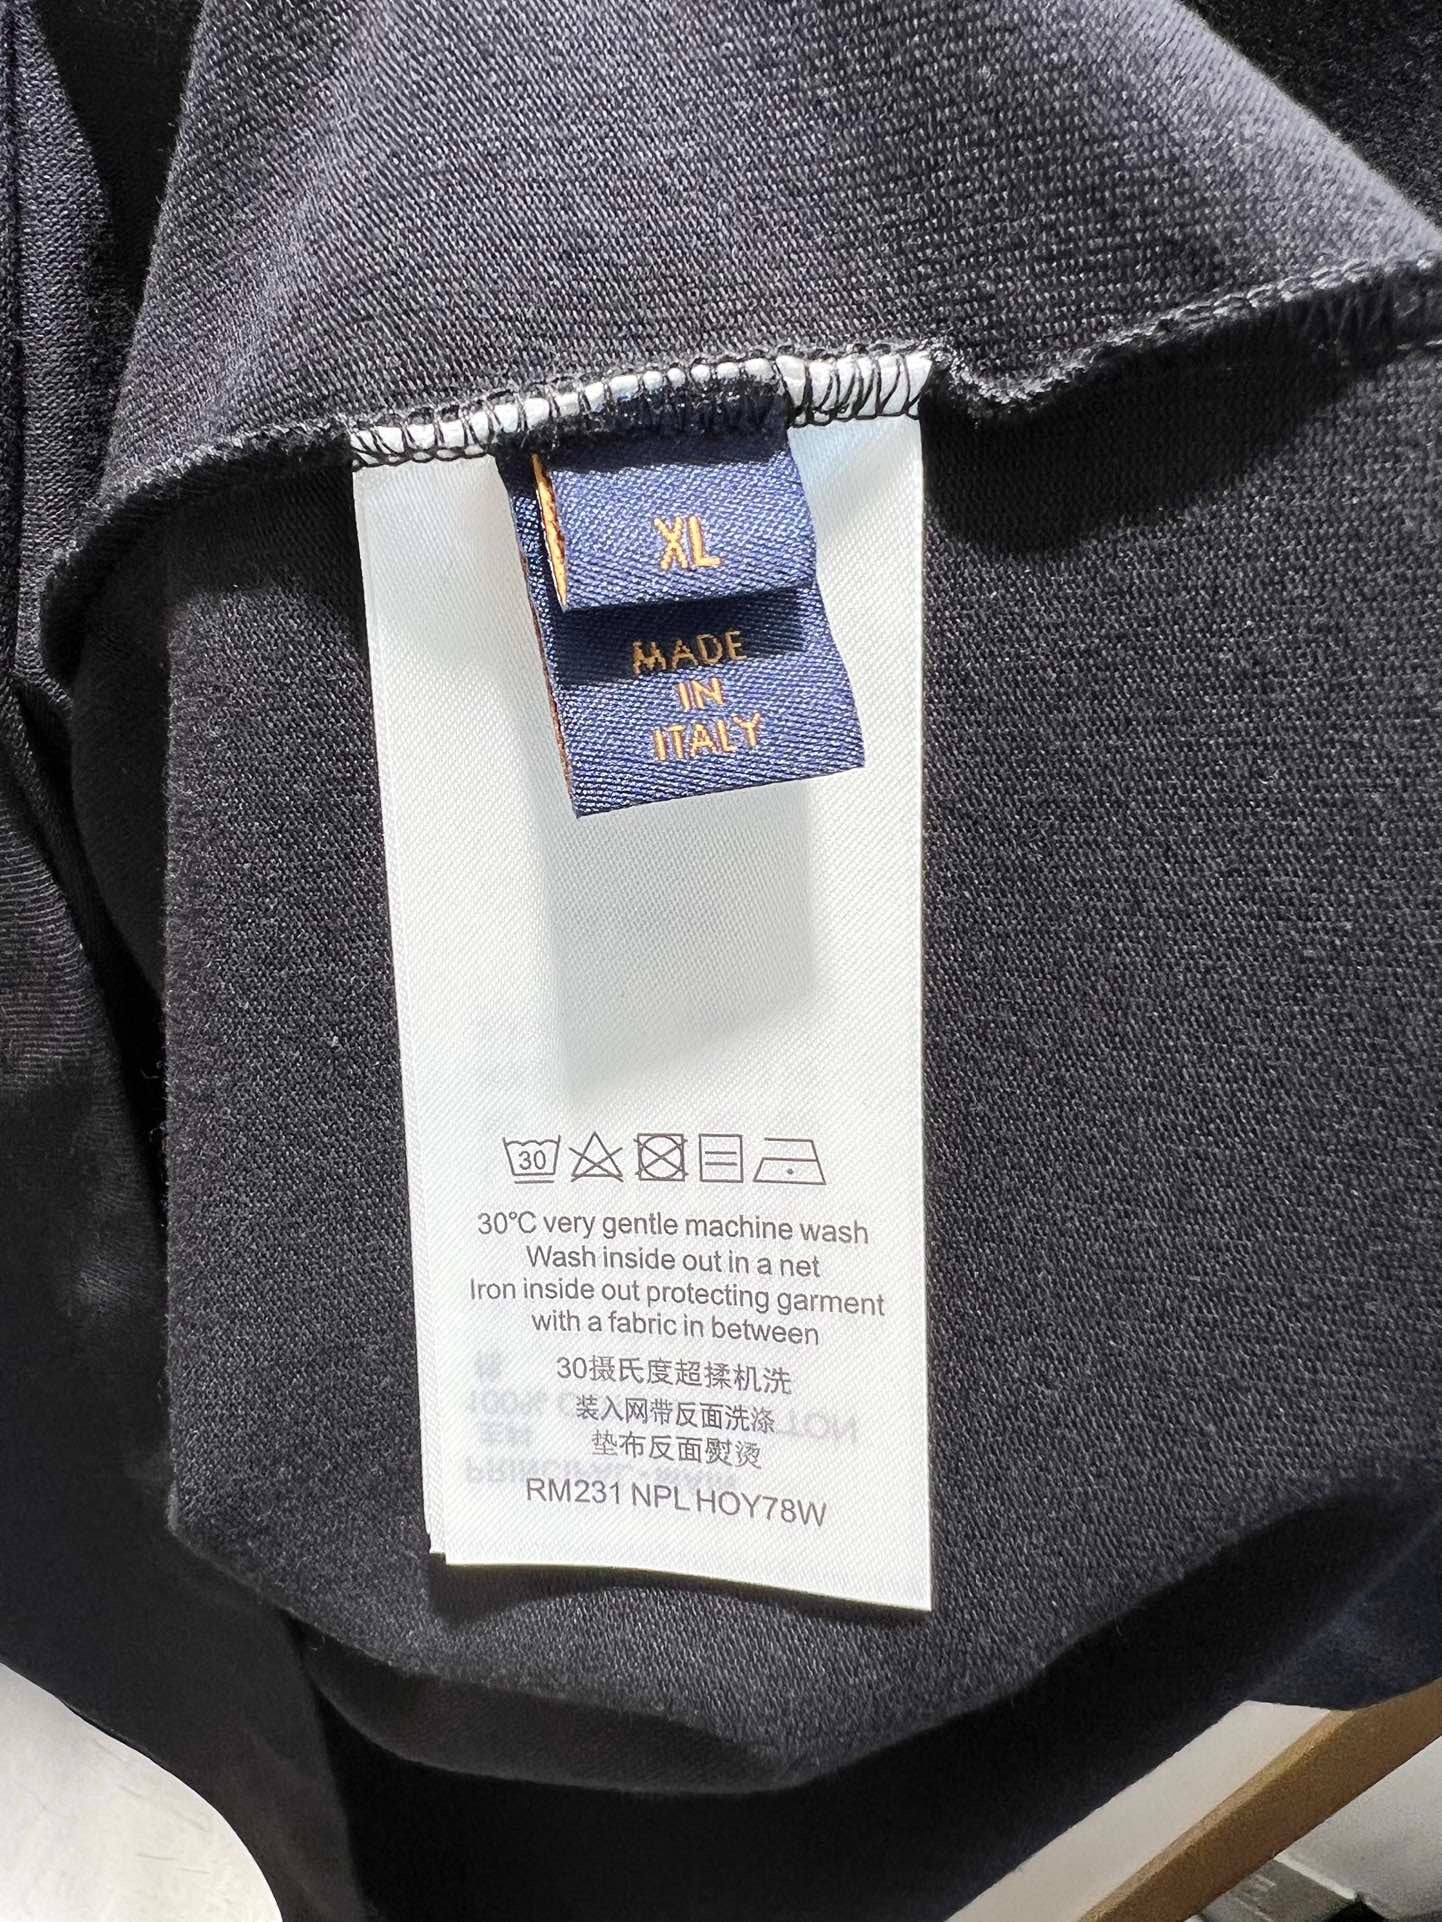 XL
MADE
IN
ITALY
30
30°C very gentle machine wash
Wash inside out in a net
Iron inside out protecting garment
with a fabric in between
30摄氏度超揉机洗
装入网带反面洗涤
垫布反面熨烫
RM231 NPL HOY78W